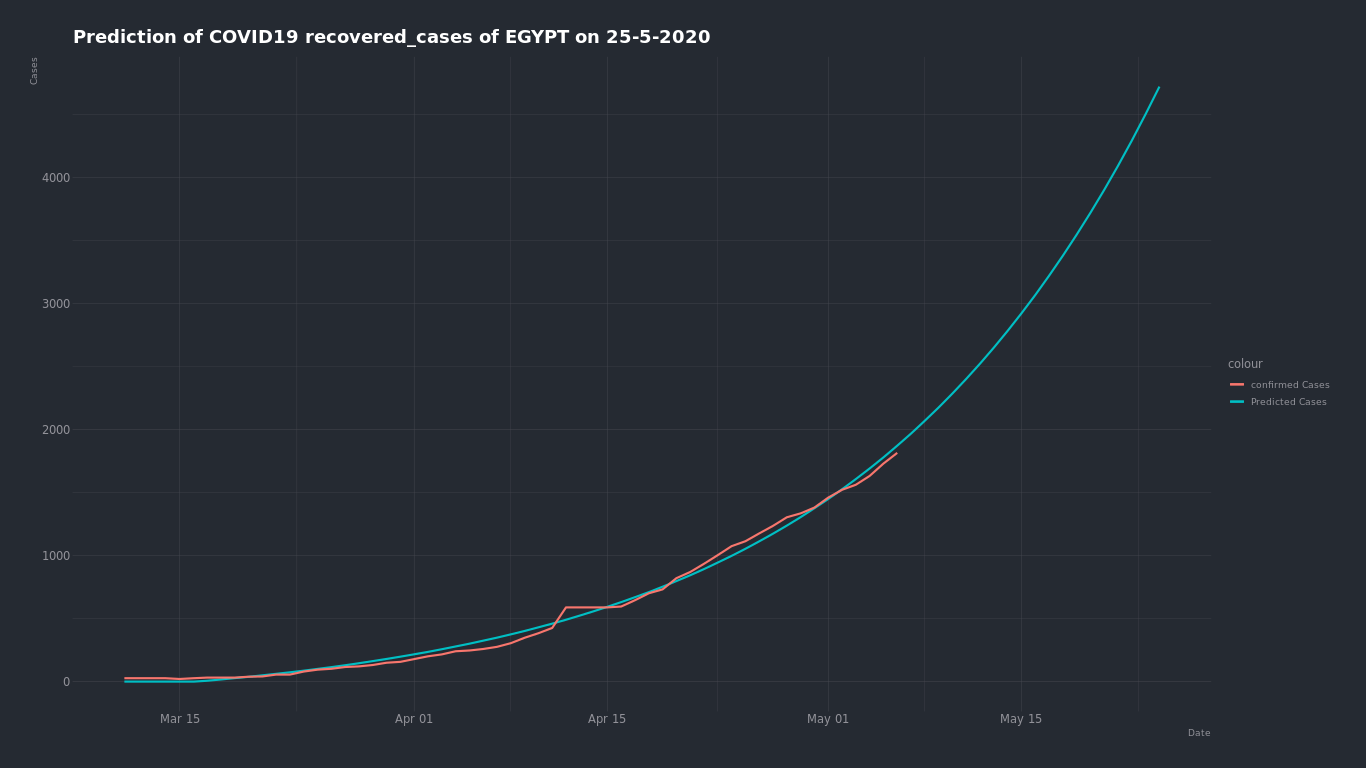 Prediction of COVID19 recovered_cases of EGYPT on 25-5-2020
Cases
4000
3000
2000
1000
0
Mar 15
Apr 01
Apr 15
May 01
May 15
Date
colour
confirmed Cases
Predicted Cases